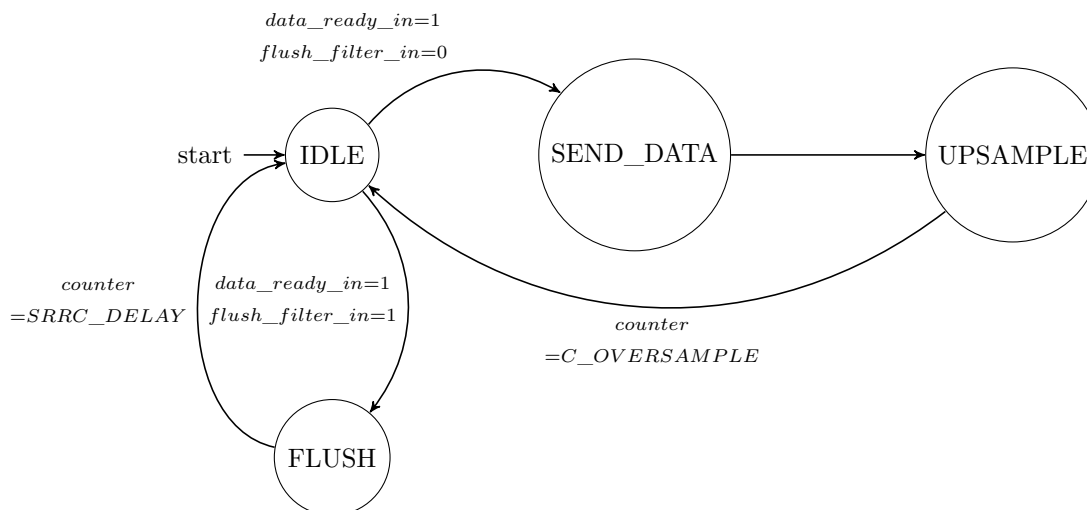 data_ready_in=1
flush_filter_in=0
start
IDLE
SEND_DATA
UPSAMPLE
counter
=SRRC_DELAY
data_ready_in=1
flush_filter_in=1
counter
=C_OVERSAMPLE
FLUSH